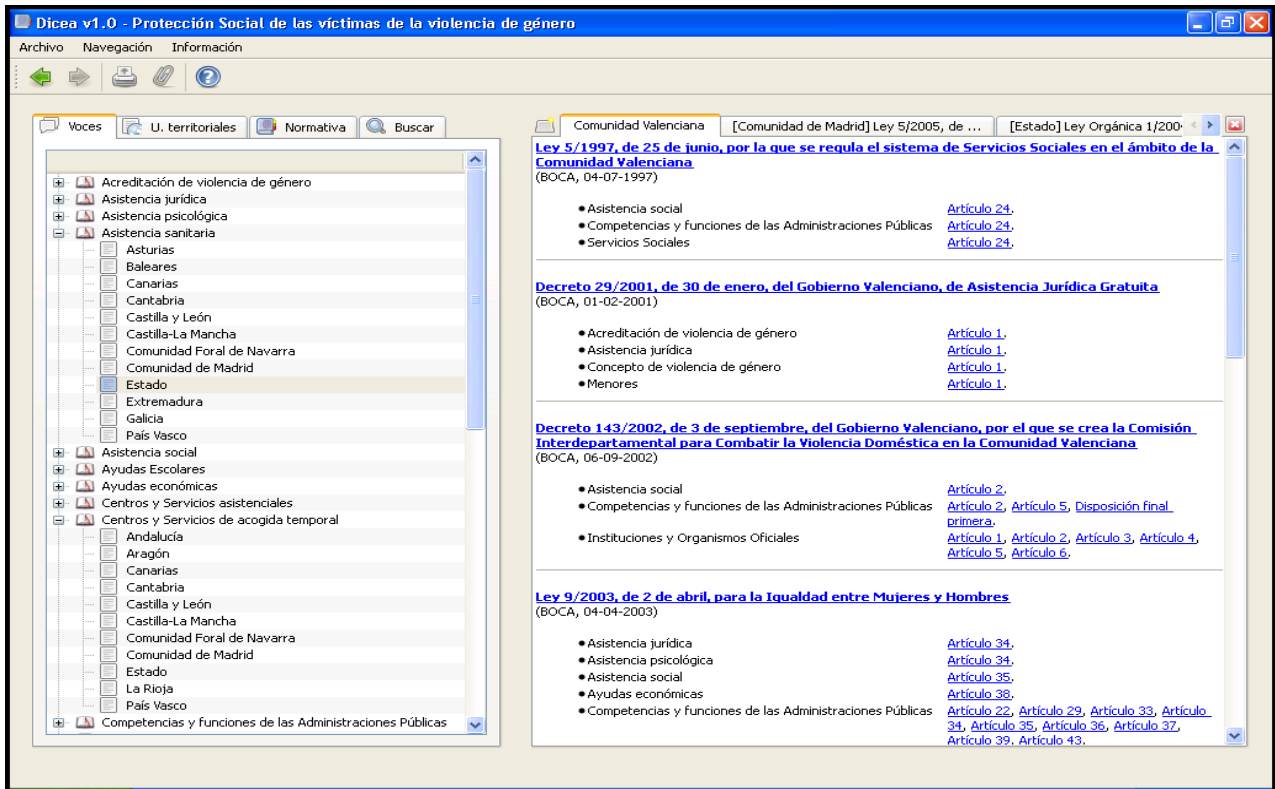 Dicea v1.0 - Protección Social de las víctimas de la violencia de género
Archivo Navegación Información
Voces U. territoriales Normativa Buscar
Acreditación de violencia de género
Asistencia jurídica
Asistencia psicológica
Asistencia sanitaria
Asturias
Baleares
Canarias
Cantabria
Castilla y León
Castilla-La Mancha
Comunidad Foral de Navarra
Comunidad de Madrid
Estado
Extremadura
Galicia
País Vasco
Asistencia social
Ayudas Escolares
Ayudas económicas
Centros y Servicios asistenciales
Centros y Servicios de acogida temporal
Andalucía
Aragón
Canarias
Cantabria
Castilla y León
Castilla-La Mancha
Comunidad Foral de Navarra
Comunidad de Madrid
Estado
La Rioja
País Vasco
Competencias y funciones de las Administraciones Públicas
Comunidad Valenciana [Comunidad de Madrid] Ley 5/2005, de ... [Estado] Ley Orgánica 1/200
Ley 5/1997, de 25 de junio, por la que se regula el sistema de Servicios Sociales en el ámbito de la
Comunidad Valenciana
(BOCA, 04-07-1997)
• Asistencia social Artículo 24.
• Competencias y funciones de las Administraciones Públicas Artículo 24.
• Servicios Sociales Artículo 24.
Decreto 29/2001, de 30 de enero, del Gobierno Valenciano, de Asistencia Jurídica Gratuita
(BOCA, 01-02-2001)
• Acreditación de violencia de género Artículo 1.
• Asistencia jurídica Artículo 1.
• Concepto de violencia de género Artículo 1.
• Menores Artículo 1.
Decreto 143/2002, de 3 de septiembre, del Gobierno Valenciano, por el que se crea la Comisión
Interdepartamental para Combatir la Violencia Doméstica en la Comunidad Valenciana
(BOCA, 06-09-2002)
• Asistencia social Artículo 2.
• Competencias y funciones de las Administraciones Públicas Artículo 2, Artículo 5, Disposición final
primera.
• Instituciones y Organismos Oficiales Artículo 1, Artículo 2, Artículo 3, Artículo 4,
Artículo 5, Artículo 6.
Ley 9/2003, de 2 de abril, para la Igualdad entre Mujeres y Hombres
(BOCA, 04-04-2003)
• Asistencia jurídica Artículo 34.
• Asistencia psicológica Artículo 34.
• Asistencia social Artículo 35.
• Ayudas económicas Artículo 38.
• Competencias y funciones de las Administraciones Públicas Artículo 22, Artículo 29, Artículo 33, Artículo
34, Artículo 35, Artículo 36, Artículo 37,
Artículo 39, Artículo 43.